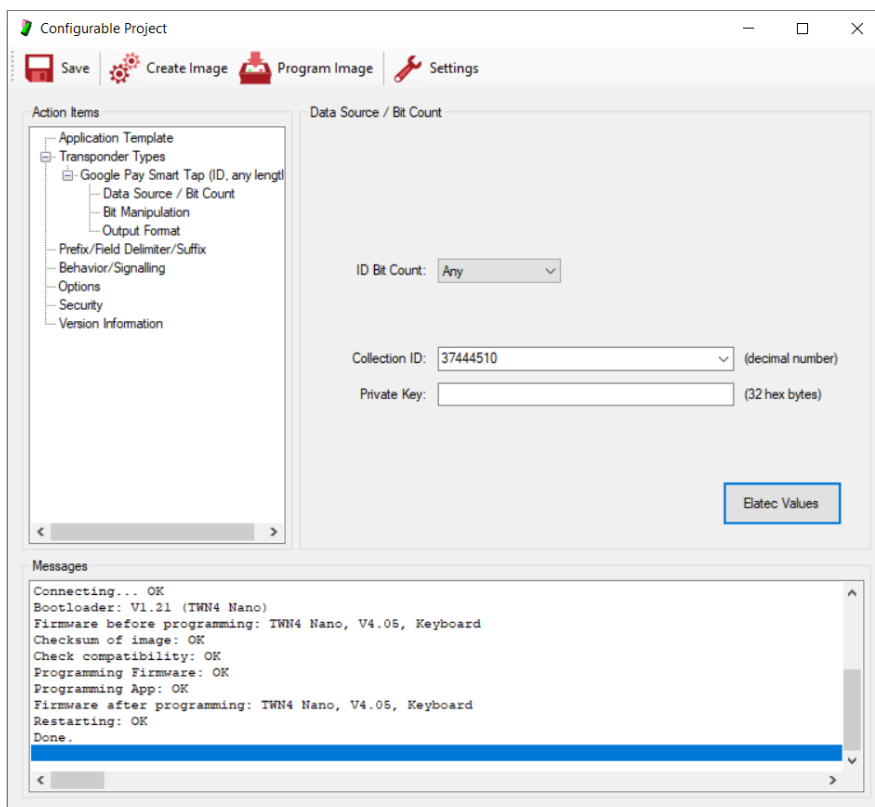 Configurable Project
Save Create Image Program Image Settings
Action Items
Application Template
Transponder Types
Google Pay Smart Tap (ID, any lengtl
Data Source / Bit Count
Bit Manipulation
Output Format
Prefix/Field Delimiter/Suffix
Behavior/Signalling
Options
Security
Version Information
Data Source / Bit Count
ID Bit Count: Any
Collection ID: 37444510 (decimal number)
Private Key: (32 hex bytes)
Elatec Values
Messages
Connecting... OK
Bootloader: V1.21 (TWN4 Nano)
Firmware before programming: TWN4 Nano, V4.05, Keyboard
Checksum of image: OK
Check compatibility: OK
Programming Firmware: OK
Programming App: OK
Firmware after programming: TWN4 Nano, V4.05, Keyboard
Restarting: OK
Done.